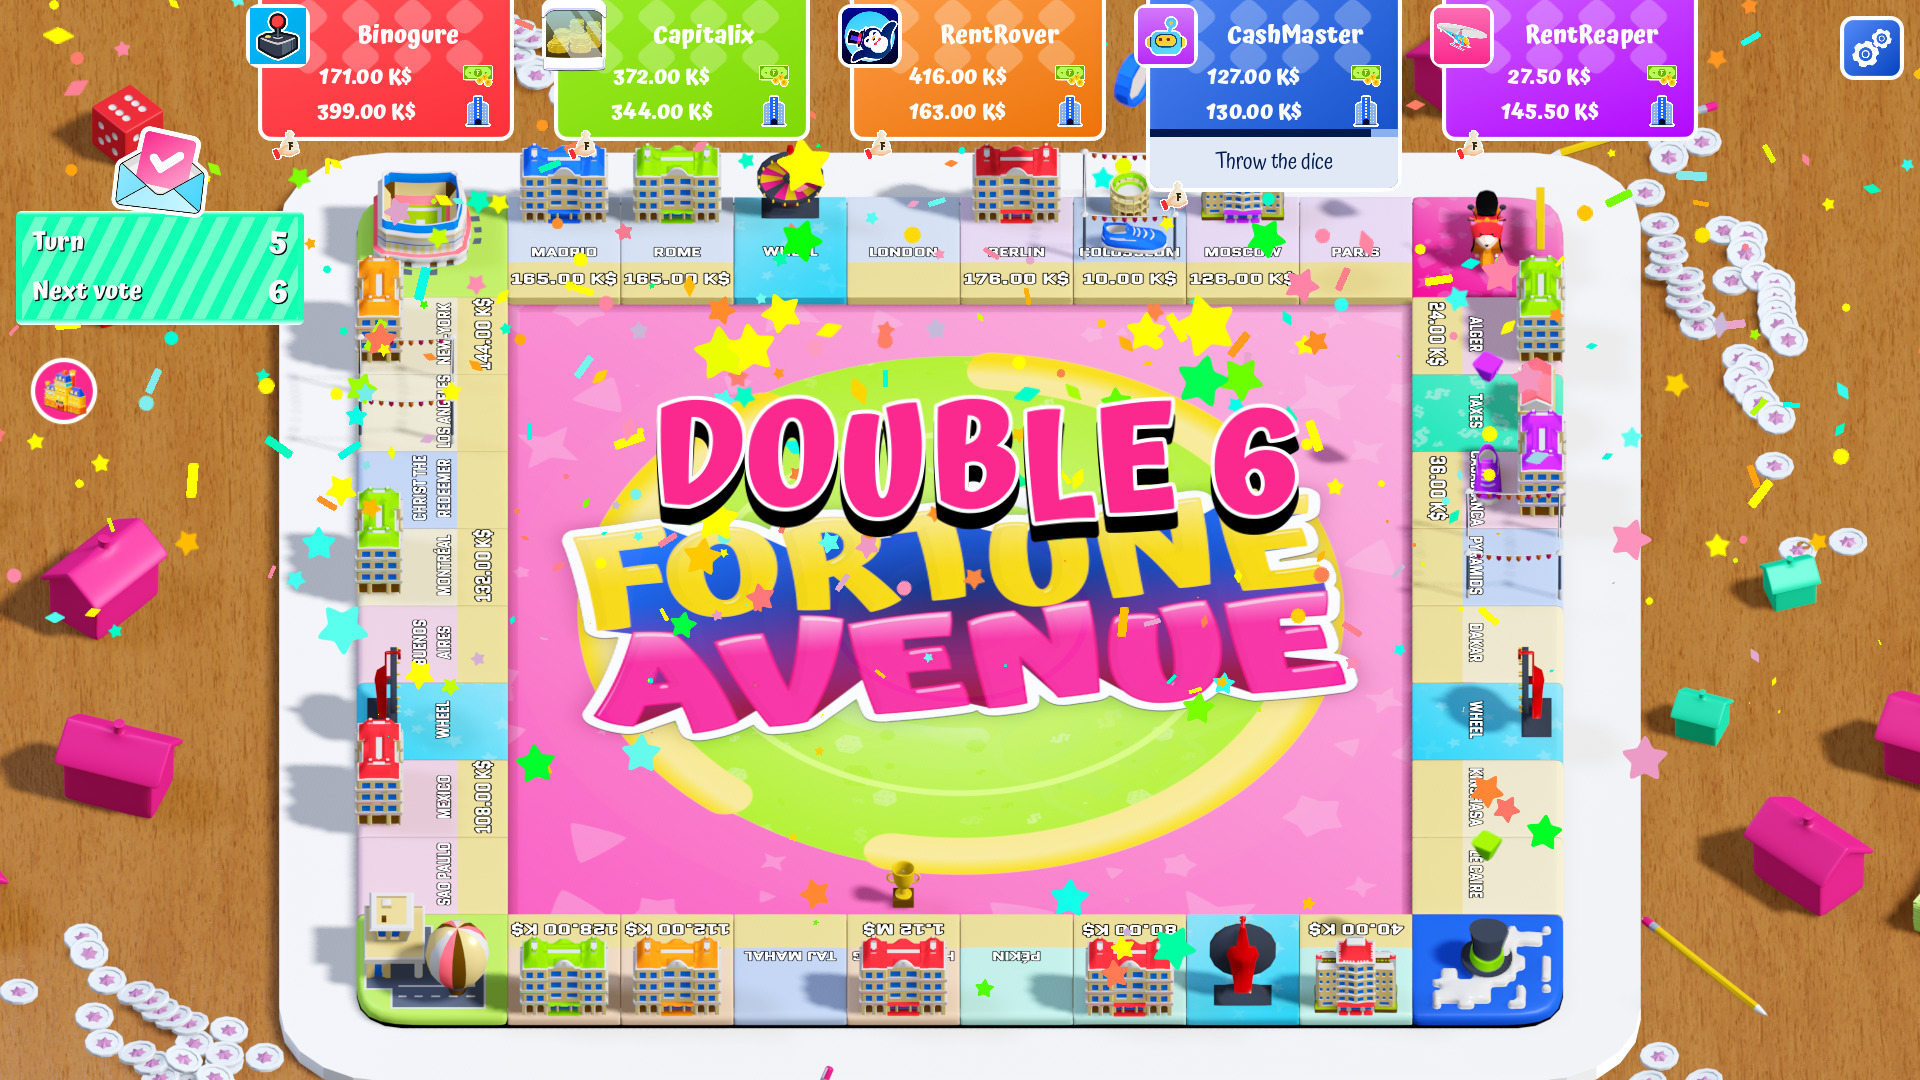 Binogure
171.00 K$
399.00 K$
Capitalix
372.00 K$
344.00 K$
RentRover
416.00 K$
163.00 K$
CashMaster
127.00 K$
130.00 K$
Throw the dice
RentReaper
27.50 K$
145.50 K$
Turn 5
Next vote 6
MADRID
165.00 K$
ROME
165.00 K$
WHEEL
LONDON
BERLIN
176.00 K$
COLOSSEUM
10.00 K$
MOSCOW
126.00 K$
PARIS
NEW-YORK
144.00 K$
LOS ANGELES
CHRIST THE
REDEEMER
MONTRÉAL
132.00 K$
BUENOS
AIRES
WHEEL
MEXICO
108.00 K$
SAO PAULO
ALGER
24.00 K$
TAXES
CASABLANCA
36.00 K$
PYRAMIDS
DAKAR
WHEEL
KINSHASA
LE CAIRE
DOUBLE 6
FORTUNE
AVENUE
128.00 K$
112.00 K$
TAJ MAHAL
1.12 M$
PÉKIN
80.00 K$
40.00 K$